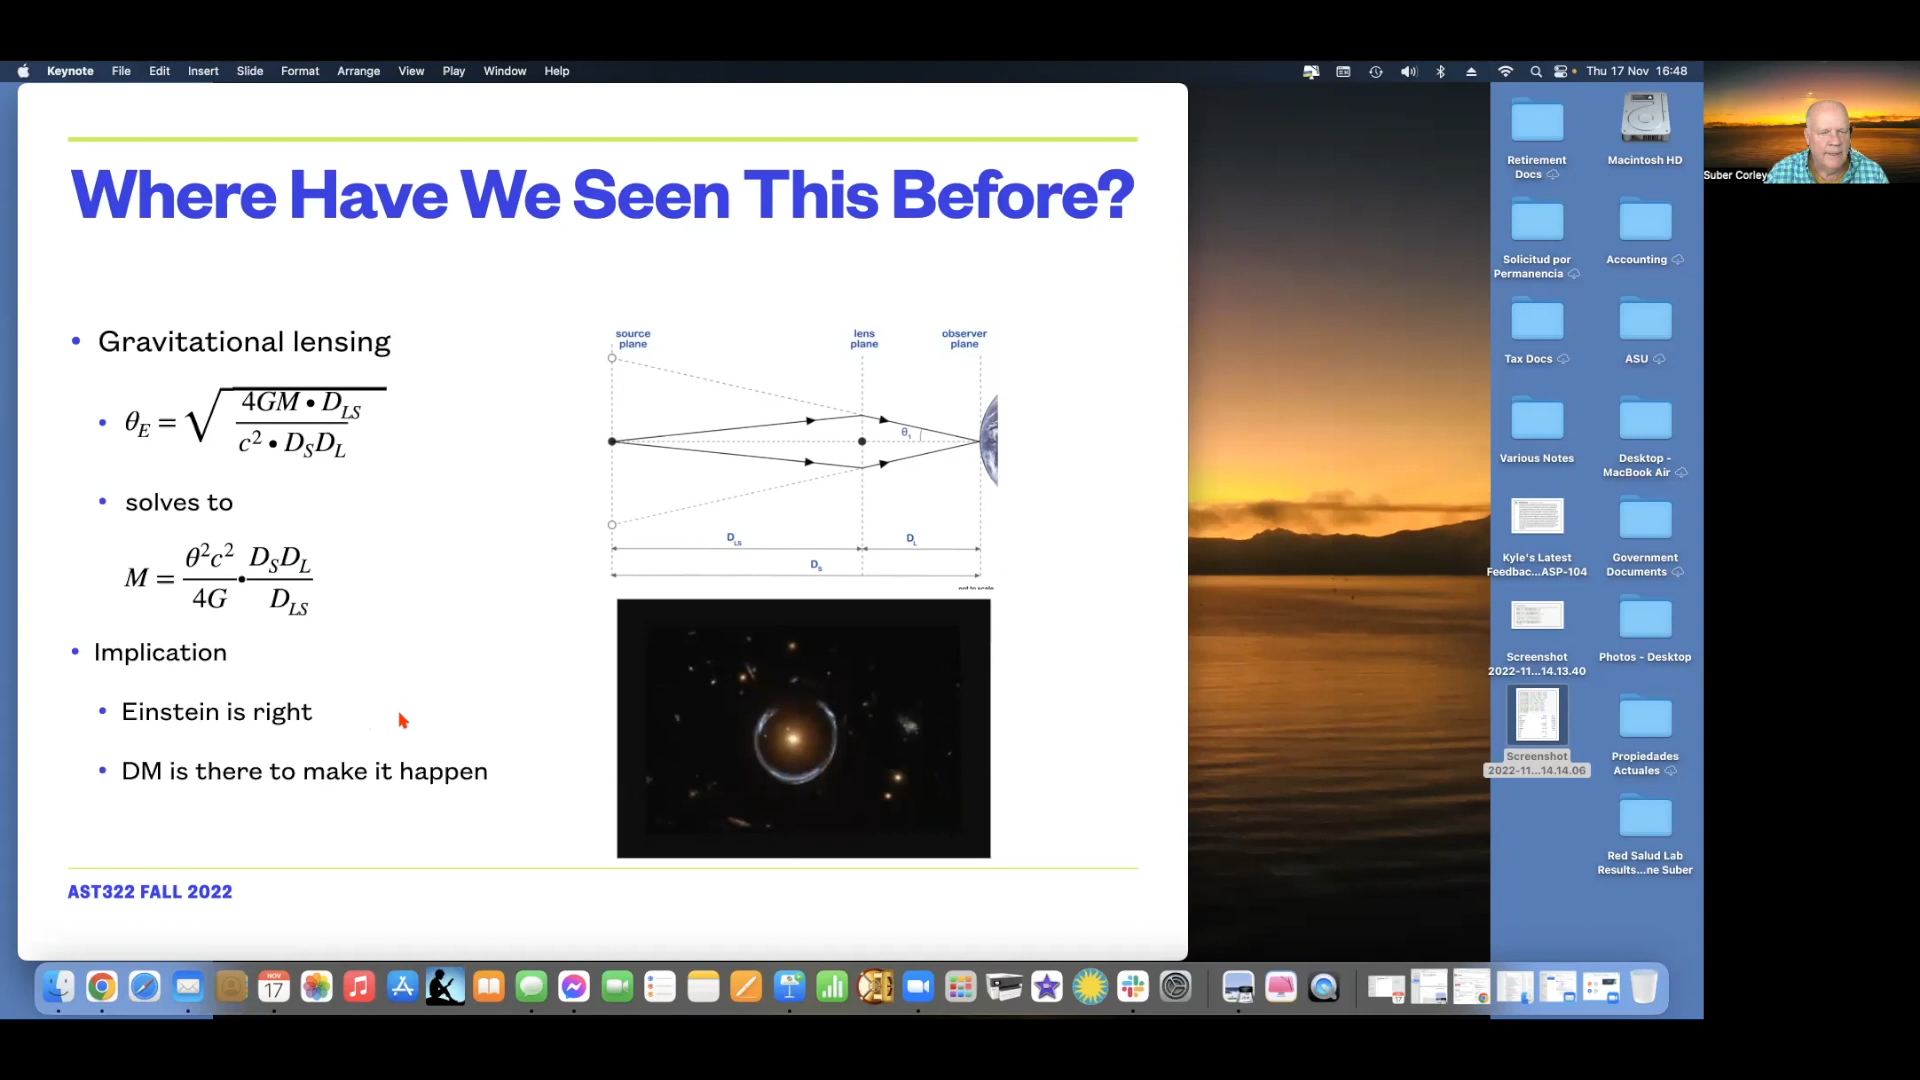 Keynote File Edit Insert Slide Format Arrange View Play Window Help
Thu 17 Nov 16:48
Where Have We Seen This Before?
• Gravitational lensing
• θ_E = √(4GM • D_LS / c² • D_S D_L)
• solves to
M = θ²c² / 4G • D_S D_L / D_LS
• Implication
• Einstein is right
• DM is there to make it happen
source plane
lens plane
observer plane
θ₁
D_LS
D_L
D_S
not to scale
AST322 FALL 2022
Retirement Docs
Macintosh HD
Solicitud por Permanencia
Accounting
Tax Docs
ASU
Various Notes
Desktop - MacBook Air
Kyle's Latest Feedbac...ASP-104
Government Documents
Screenshot 2022-11...14.13.40
Photos - Desktop
Screenshot 2022-11...14.14.06
Propiedades Actuales
Red Salud Lab Results...ne Suber
Suber Corley
NOV
17